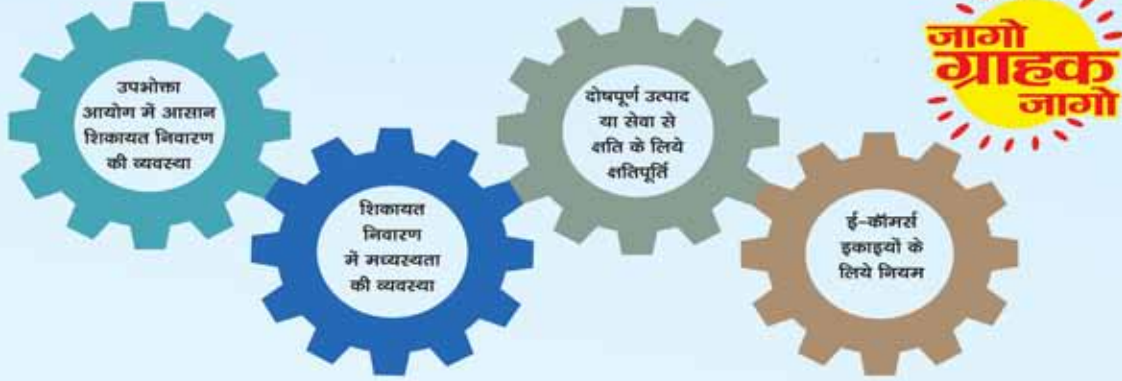 उपभोक्ता
आयोग में आसान
शिकायत निवारण
की व्यवस्था
शिकायत
निवारण
में मध्यस्थता
की व्यवस्था
दोषपूर्ण उत्पाद
या सेवा से
क्षति के लिये
क्षतिपूर्ति
ई-कॉमर्स
इकाइयों के
लिये नियम
जागो
ग्राहक
जागो